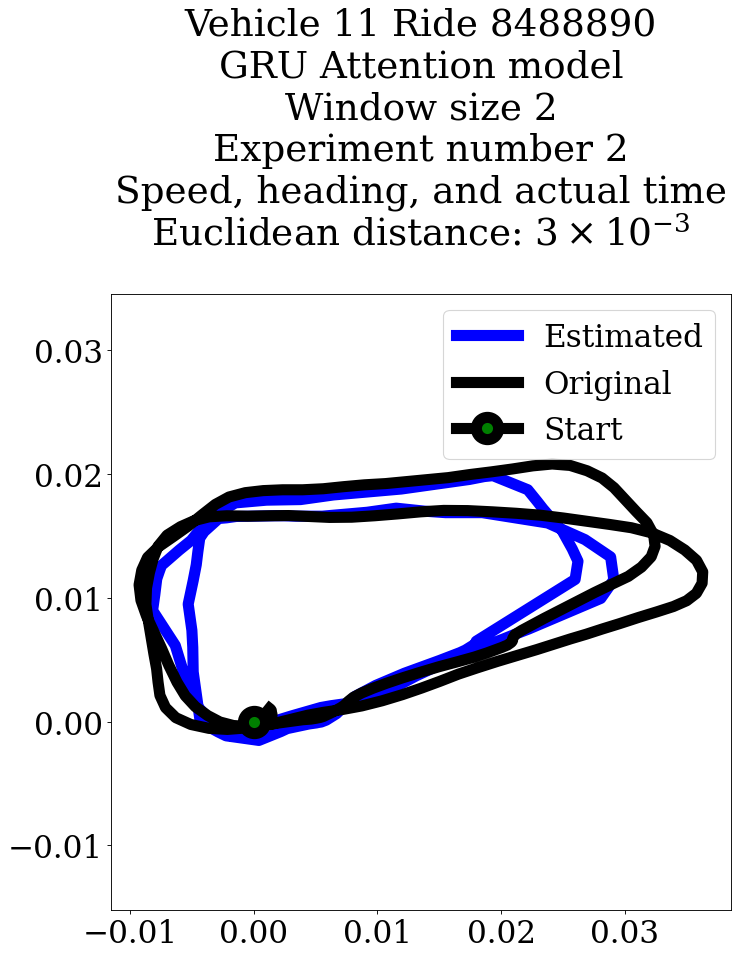 Vehicle 11 Ride 8488890
GRU Attention model
Window size 2
Experiment number 2
Speed, heading, and actual time
Euclidean distance: 3 × 10⁻³
Estimated
Original
Start
0.03
0.02
0.01
0.00
−0.01
−0.01 0.00 0.01 0.02 0.03